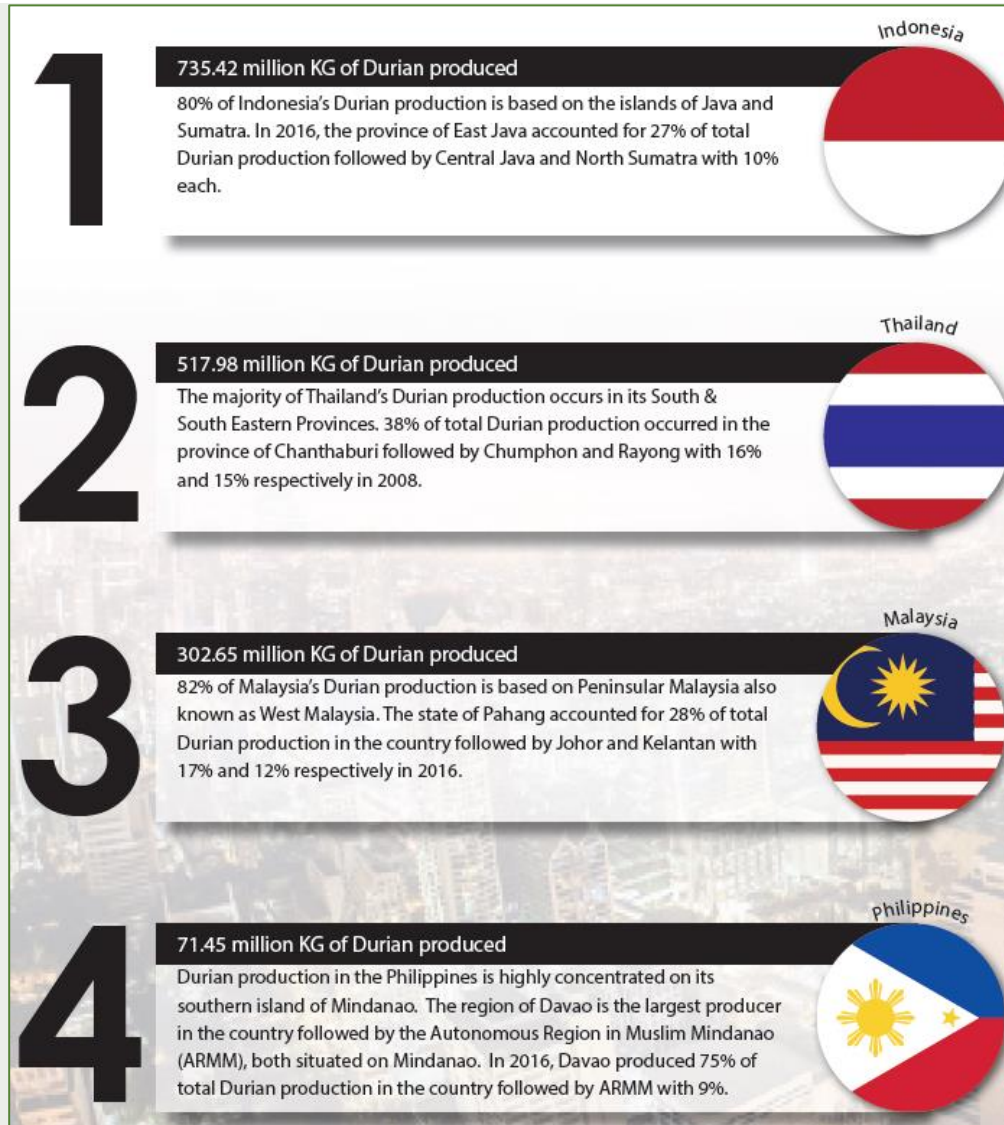 1
Indonesia
735.42 million KG of Durian produced
80% of Indonesia's Durian production is based on the islands of Java and
Sumatra. In 2016, the province of East Java accounted for 27% of total
Durian production followed by Central Java and North Sumatra with 10%
each.
2
Thailand
517.98 million KG of Durian produced
The majority of Thailand's Durian production occurs in its South &
South Eastern Provinces. 38% of total Durian production occurred in the
province of Chanthaburi followed by Chumphon and Rayong with 16%
and 15% respectively in 2008.
3
Malaysia
302.65 million KG of Durian produced
82% of Malaysia's Durian production is based on Peninsular Malaysia also
known as West Malaysia. The state of Pahang accounted for 28% of total
Durian production in the country followed by Johor and Kelantan with
17% and 12% respectively in 2016.
4
Philippines
71.45 million KG of Durian produced
Durian production in the Philippines is highly concentrated on its
southern island of Mindanao. The region of Davao is the largest producer
in the country followed by the Autonomous Region in Muslim Mindanao
(ARMM), both situated on Mindanao. In 2016, Davao produced 75% of
total Durian production in the country followed by ARMM with 9%.